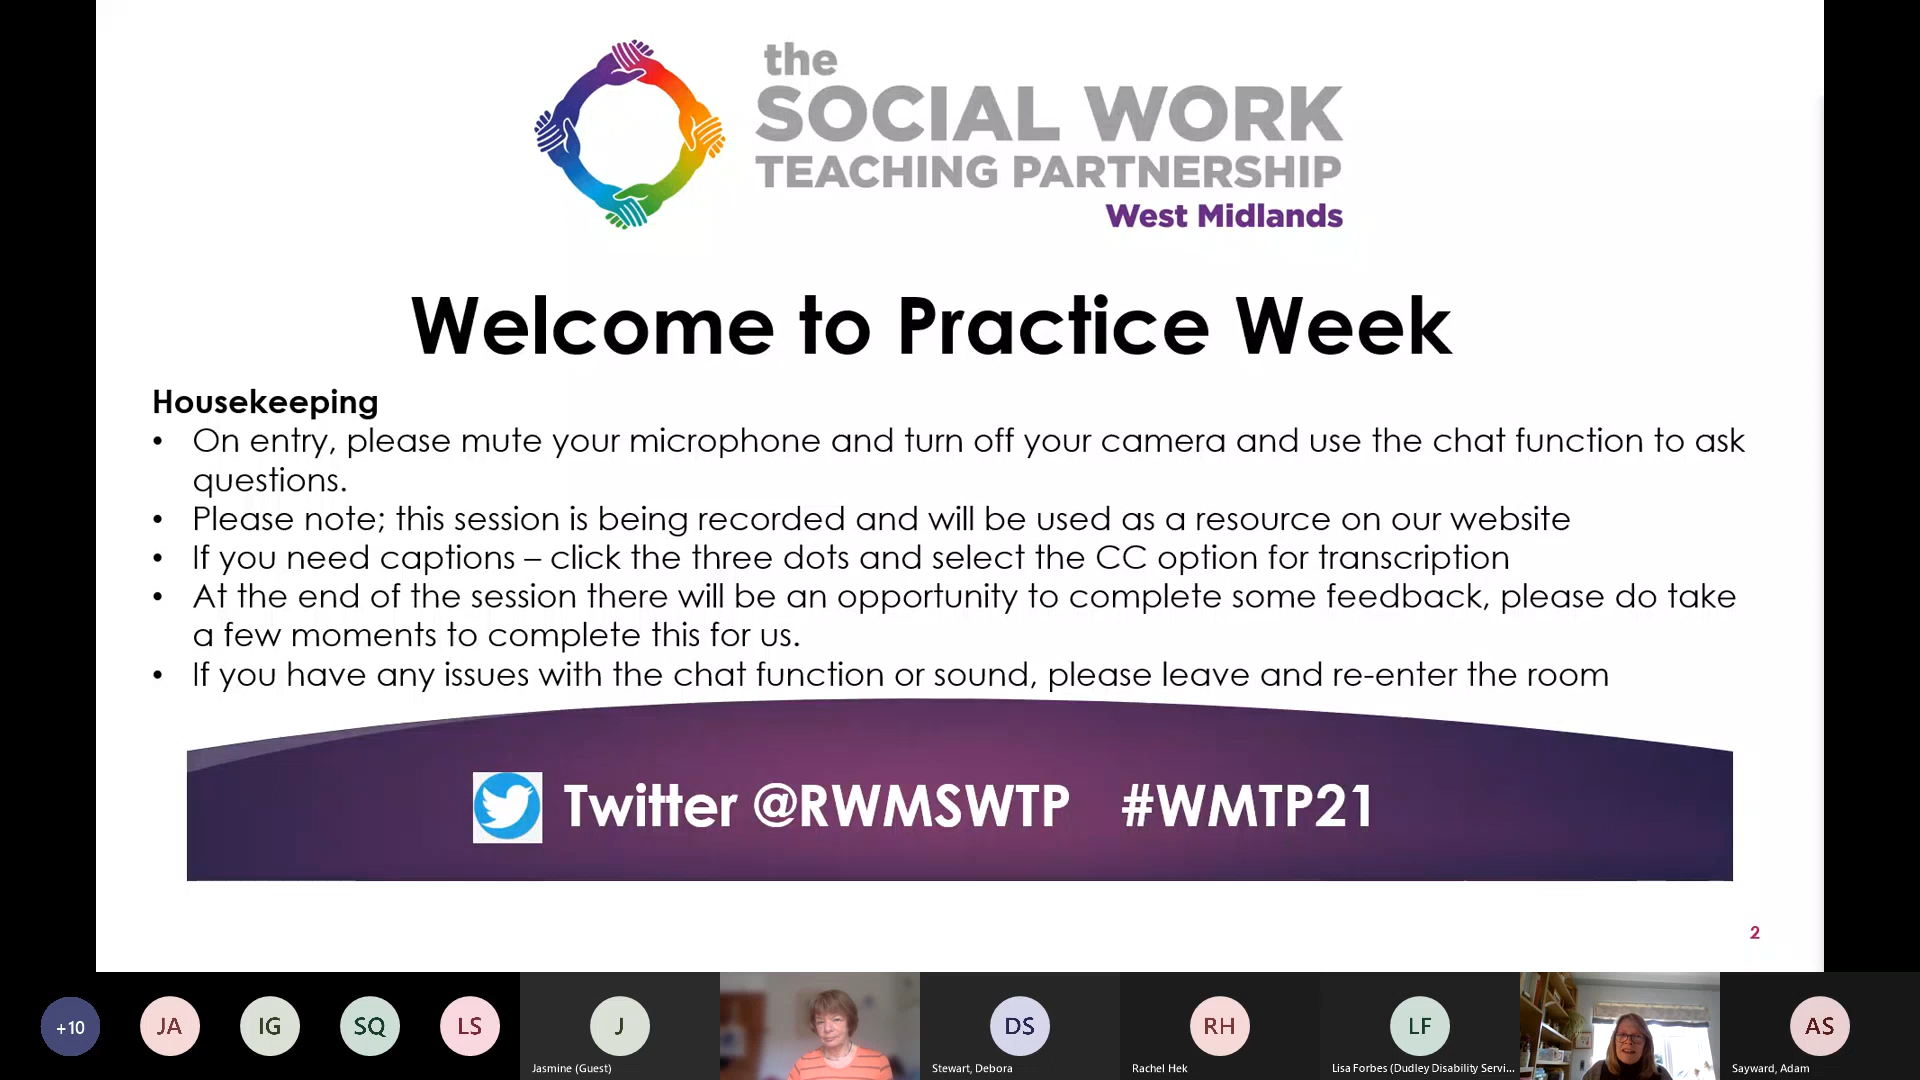 the
SOCIAL WORK
TEACHING PARTNERSHIP
West Midlands
Welcome to Practice Week
Housekeeping
• On entry, please mute your microphone and turn off your camera and use the chat function to ask
questions.
• Please note; this session is being recorded and will be used as a resource on our website
• If you need captions – click the three dots and select the CC option for transcription
• At the end of the session there will be an opportunity to complete some feedback, please do take
a few moments to complete this for us.
• If you have any issues with the chat function or sound, please leave and re-enter the room
Twitter @RWMSWTP #WMTP21
2
+10 JA IG SQ LS J DS RH LF AS
Jasmine (Guest) Stewart, Debora Rachel Hek Lisa Forbes (Dudley Disability Servi... Sayward, Adam